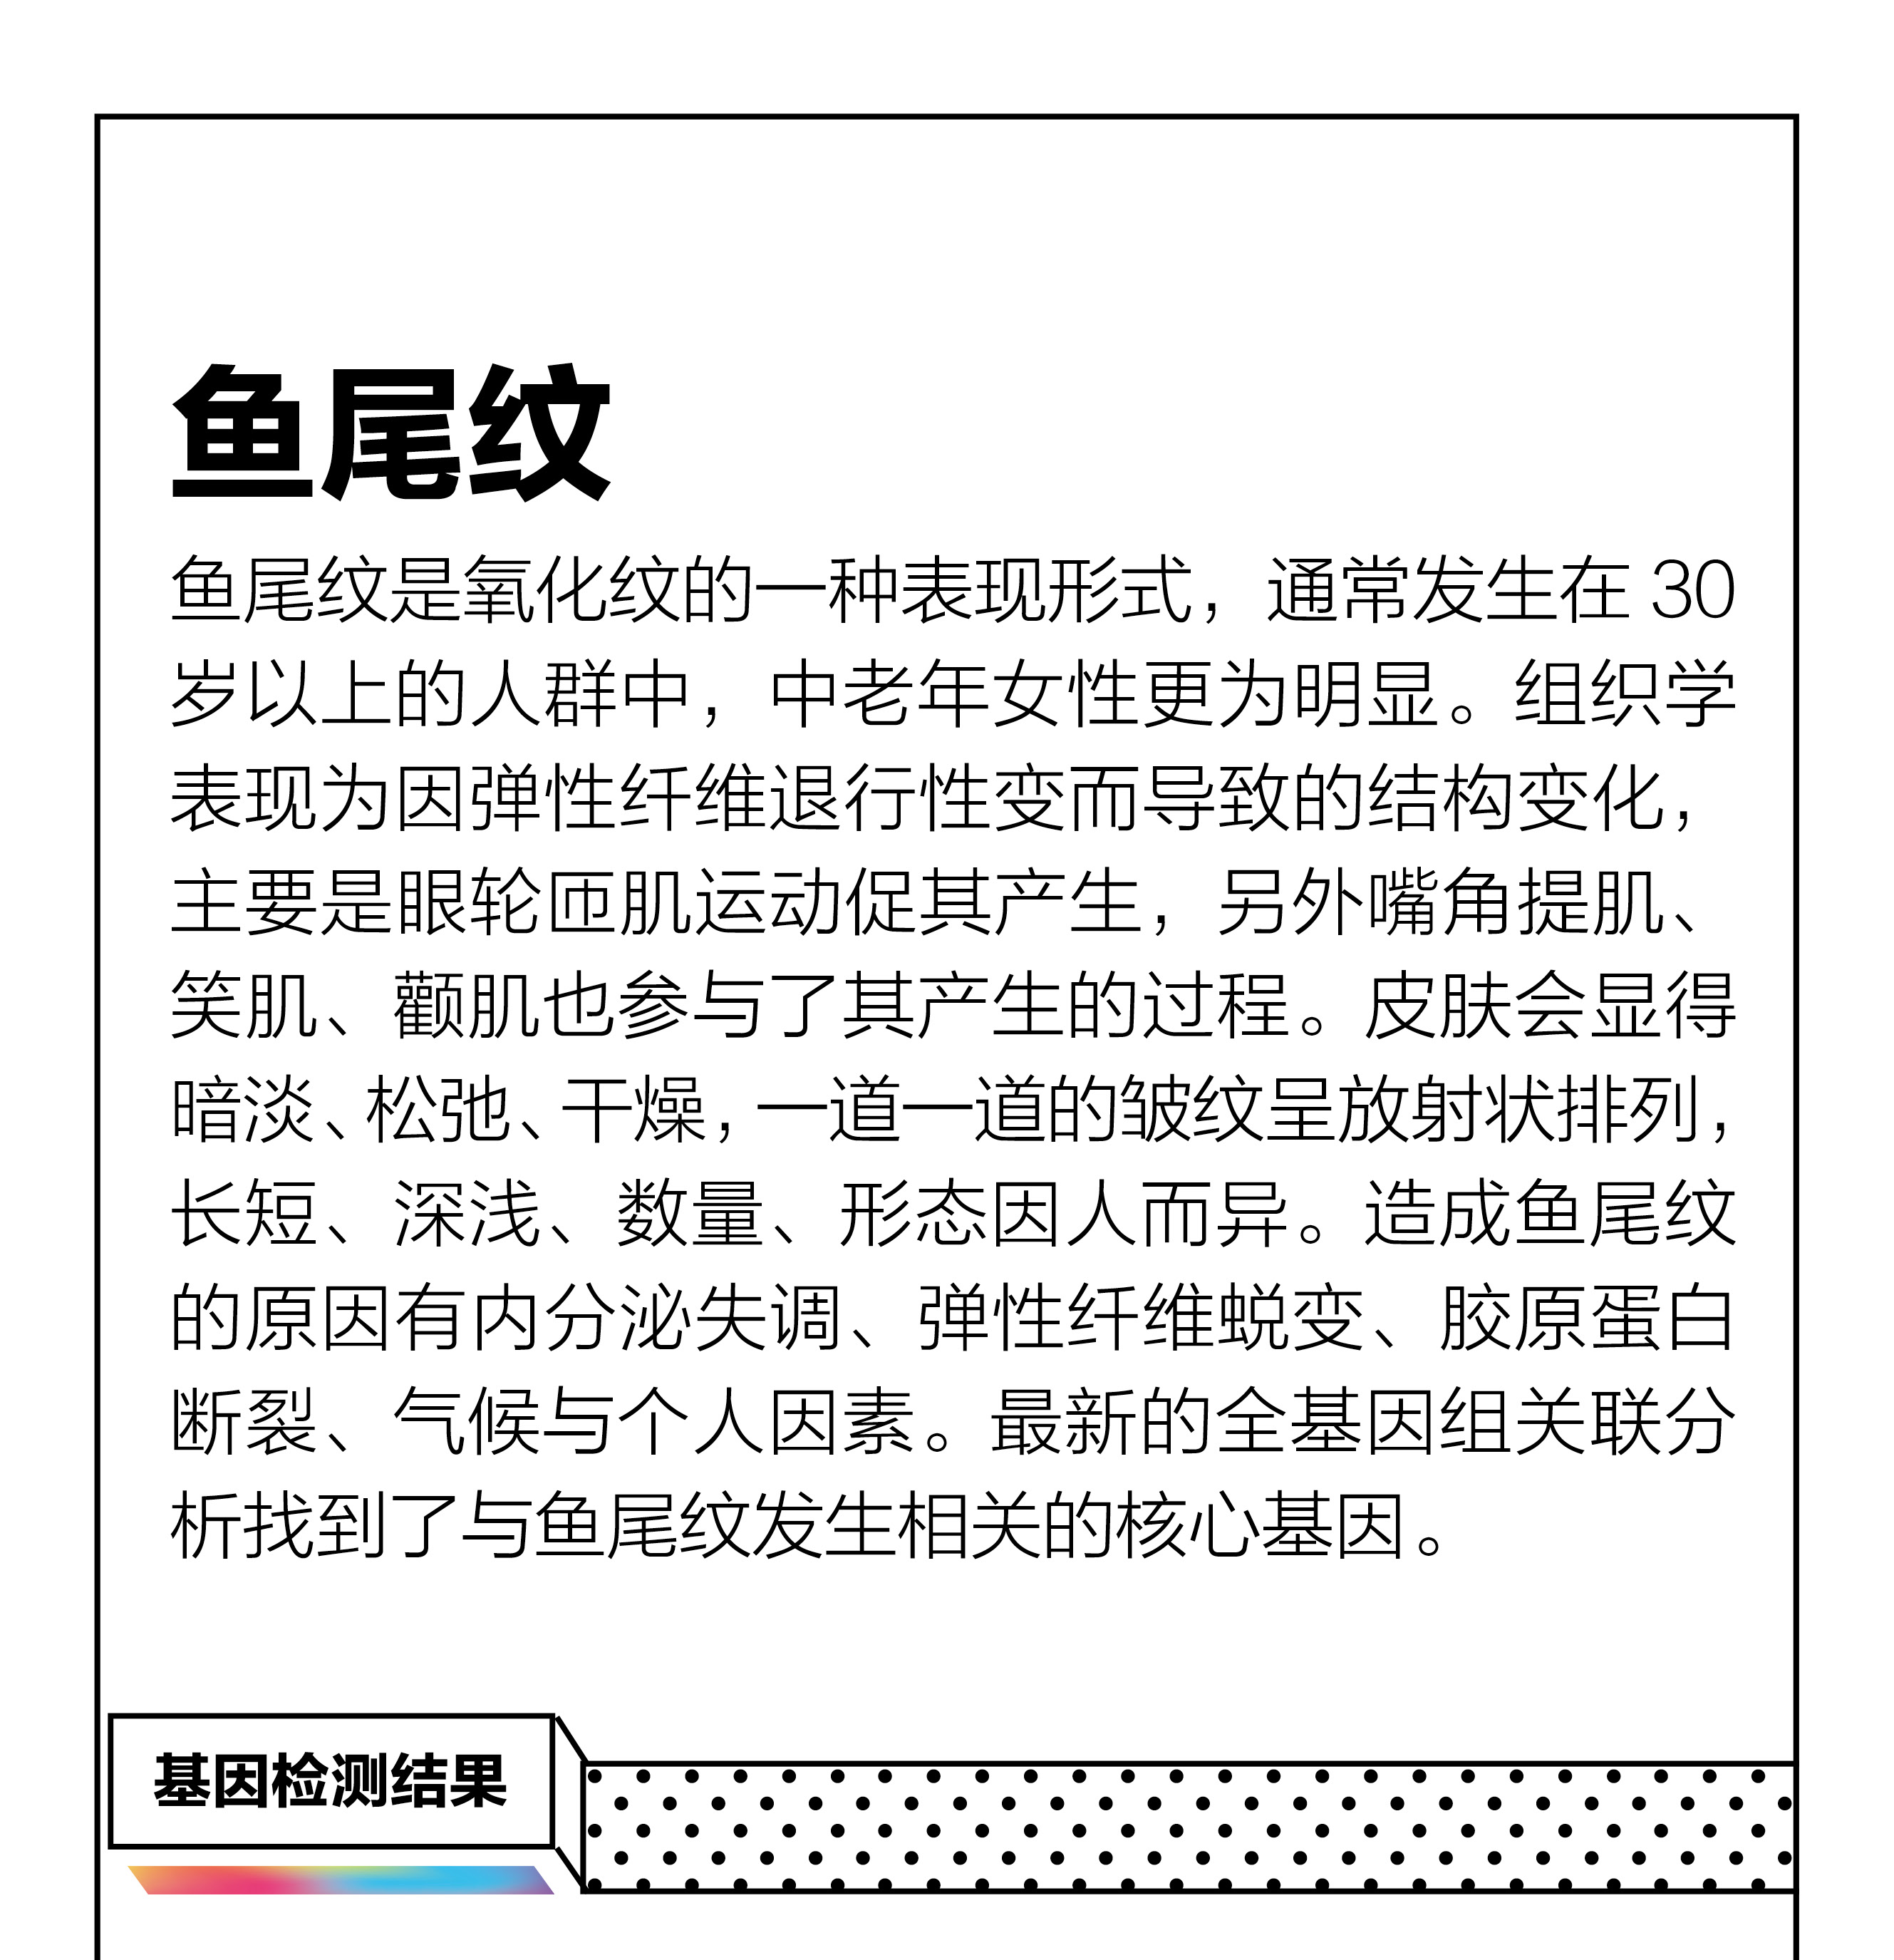 鱼尾纹
鱼尾纹是氧化纹的一种表现形式，通常发生在 30
岁以上的人群中，中老年女性更为明显。组织学
表现为因弹性纤维退行性变而导致的结构变化，
主要是眼轮匝肌运动促其产生，另外嘴角提肌、
笑肌、颧肌也参与了其产生的过程。皮肤会显得
暗淡、松弛、干燥，一道一道的皱纹呈放射状排列，
长短、深浅、数量、形态因人而异。造成鱼尾纹
的原因有内分泌失调、弹性纤维蜕变、胶原蛋白
断裂、气候与个人因素。最新的全基因组关联分
析找到了与鱼尾纹发生相关的核心基因。
基因检测结果